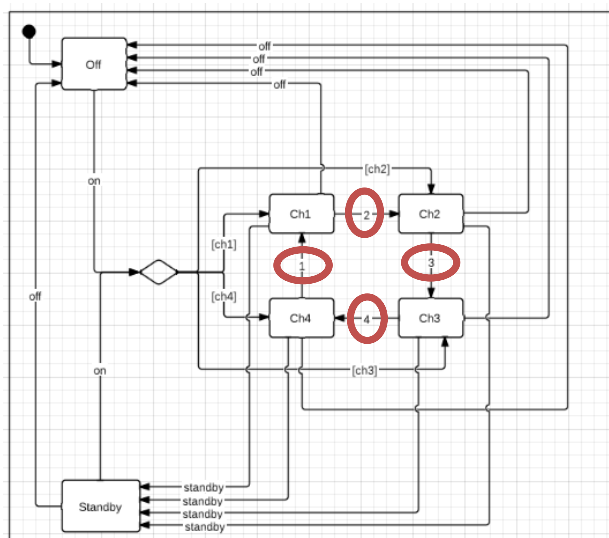 off
off
Off
off
off
on
[ch2]
Ch1
2
Ch2
[ch1]
1
3
off
[ch4]
Ch4
4
Ch3
[ch3]
on
standby
Standby
standby
standby
standby